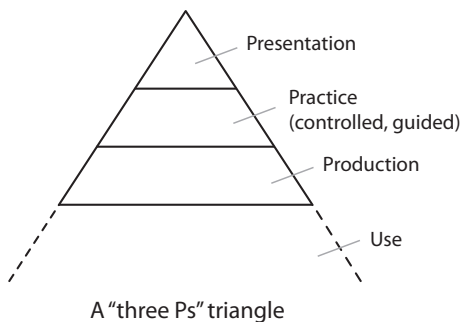 Presentation
Practice
(controlled, guided)
Production
Use
A “three Ps” triangle